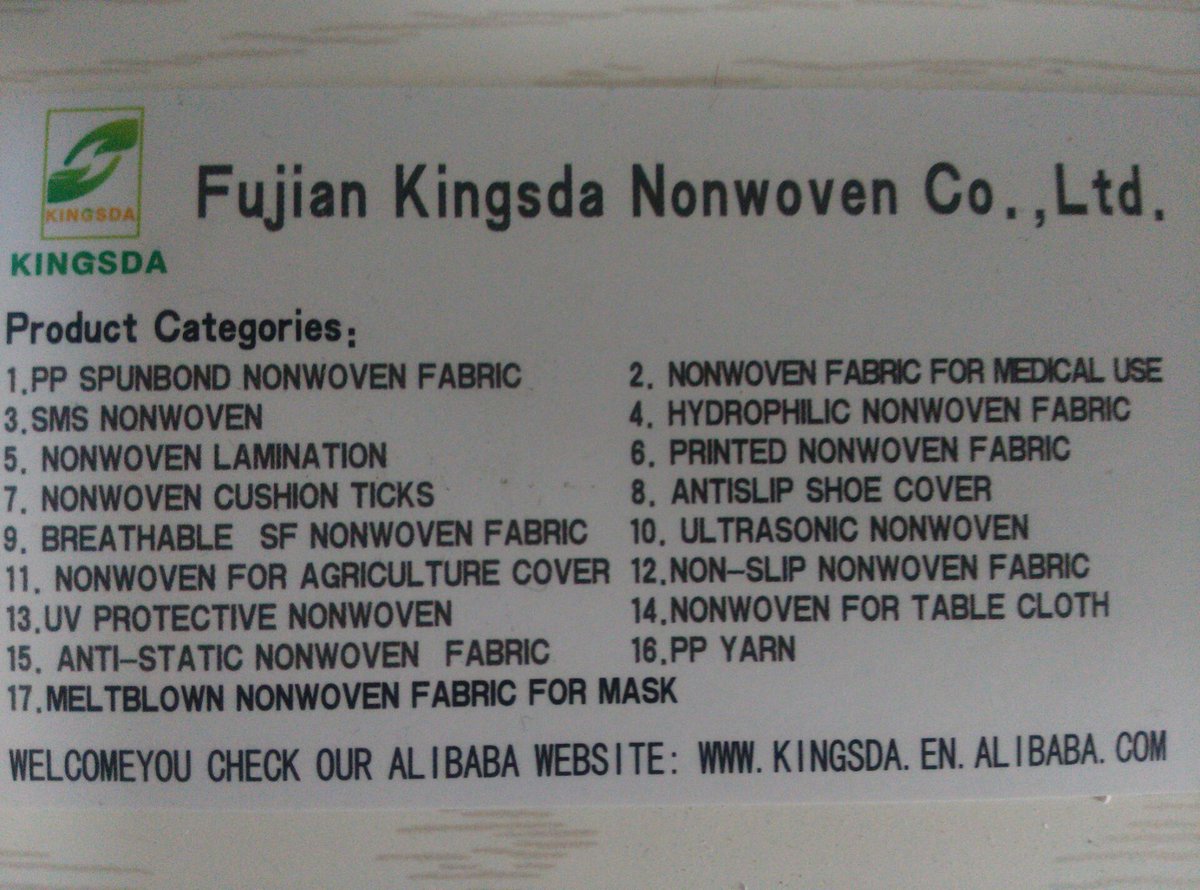 KINGSDA
KINGSDA
Fujian Kingsda Nonwoven Co.,Ltd.
Product Categories:
1.PP SPUNBOND NONWOVEN FABRIC
2. NONWOVEN FABRIC FOR MEDICAL USE
3.SMS NONWOVEN
4. HYDROPHILIC NONWOVEN FABRIC
5. NONWOVEN LAMINATION
6. PRINTED NONWOVEN FABRIC
7. NONWOVEN CUSHION TICKS
8. ANTISLIP SHOE COVER
9. BREATHABLE  SF NONWOVEN FABRIC
10. ULTRASONIC NONWOVEN
11. NONWOVEN FOR AGRICULTURE COVER
12.NON-SLIP NONWOVEN FABRIC
13.UV PROTECTIVE NONWOVEN
14.NONWOVEN FOR TABLE CLOTH
15. ANTI-STATIC NONWOVEN  FABRIC
16.PP YARN
17.MELTBLOWN NONWOVEN FABRIC FOR MASK
WELCOMEYOU CHECK OUR ALIBABA WEBSITE: WWW.KINGSDA.EN.ALIBABA.COM